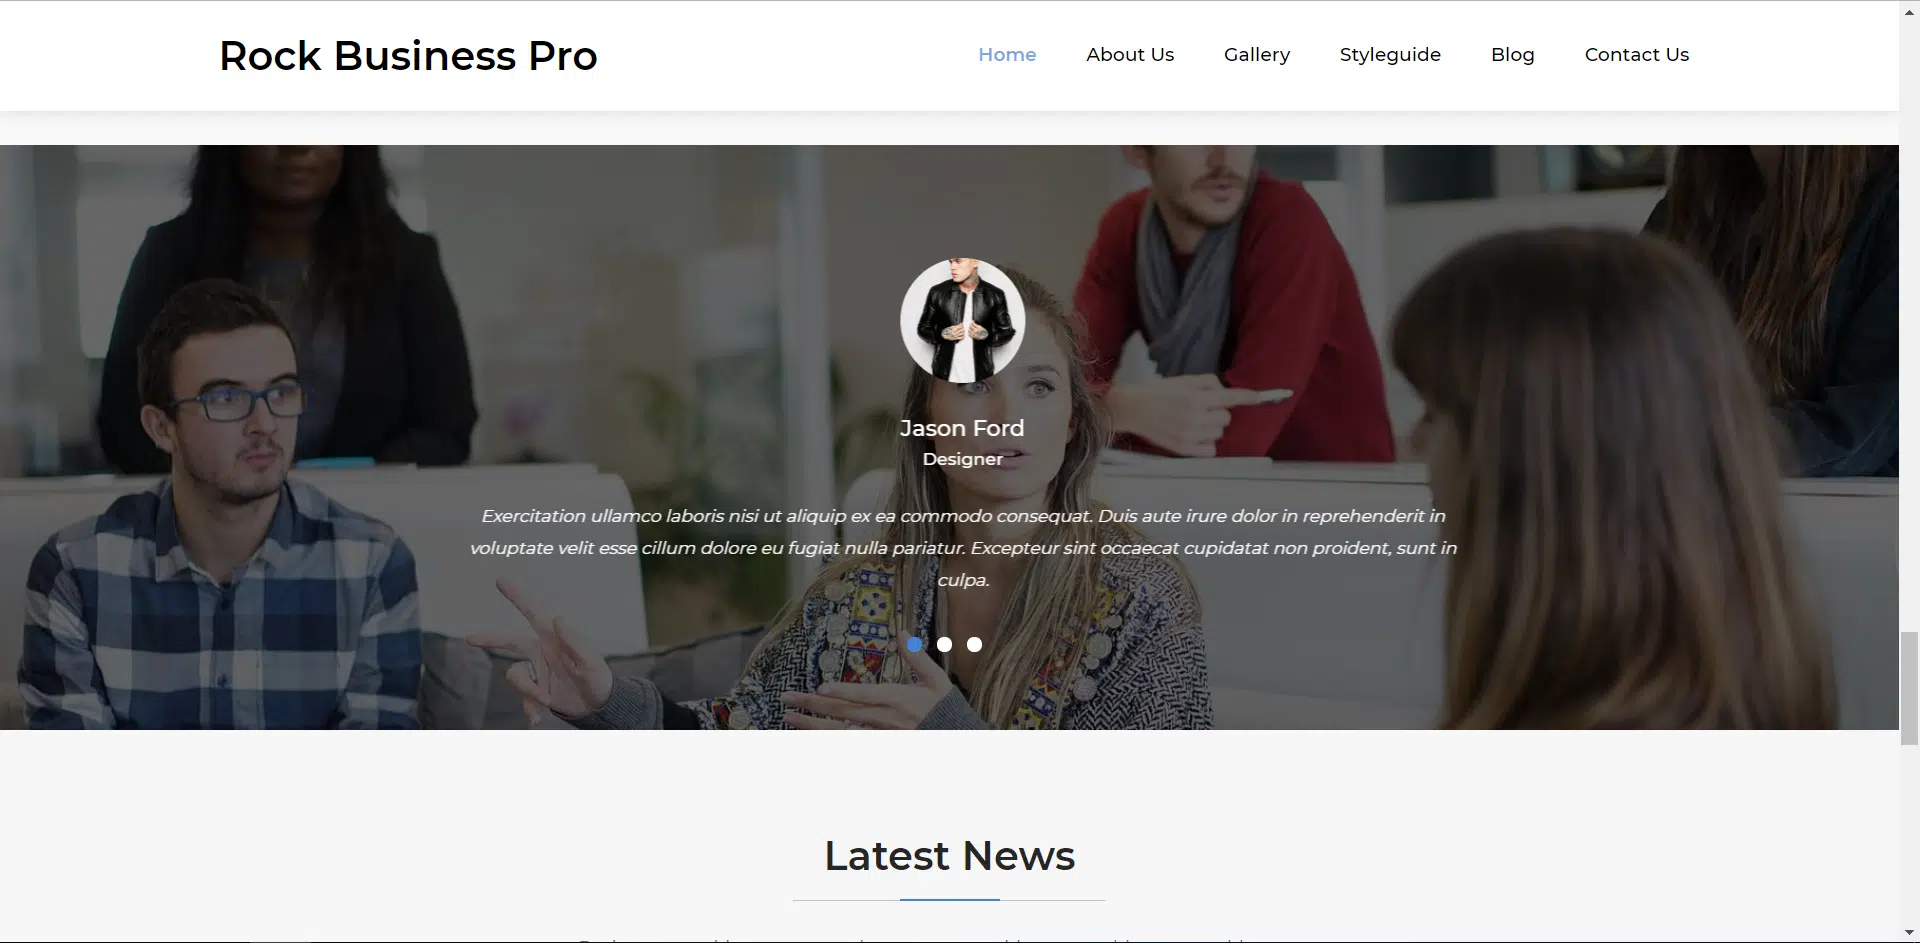 Rock Business Pro
Home About Us Gallery Styleguide Blog Contact Us
Jason Ford
Designer
Exercitation ullamco laboris nisi ut aliquip ex ea commodo consequat. Duis aute irure dolor in reprehenderit in
voluptate velit esse cillum dolore eu fugiat nulla pariatur. Excepteur sint occaecat cupidatat non proident, sunt in
culpa.
Latest News